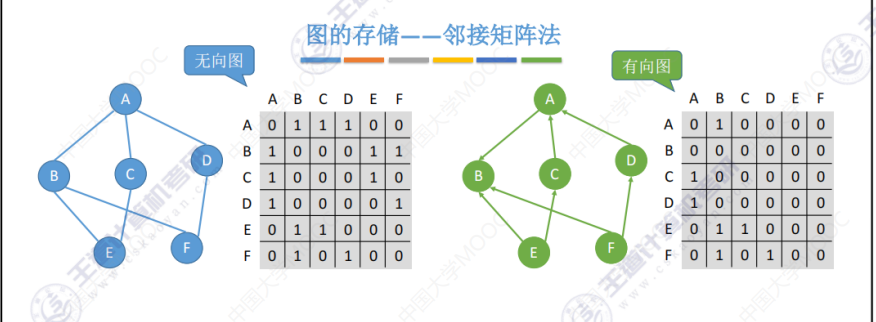 图的存储——邻接矩阵法
无向图
A
B
C
D
E
F
A B C D E F
A 0 1 1 1 0 0
B 1 0 0 0 1 1
C 1 0 0 0 1 0
D 1 0 0 0 0 1
E 0 1 1 0 0 0
F 0 1 0 1 0 0
有向图
A
B
C
D
E
F
A B C D E F
A 0 1 0 0 0 0
B 0 0 0 0 0 0
C 1 0 0 0 0 0
D 1 0 0 0 0 0
E 0 1 1 0 0 0
F 0 1 0 1 0 0
王道计算机考研
www.cskaoyan.com
中国大学MOOC